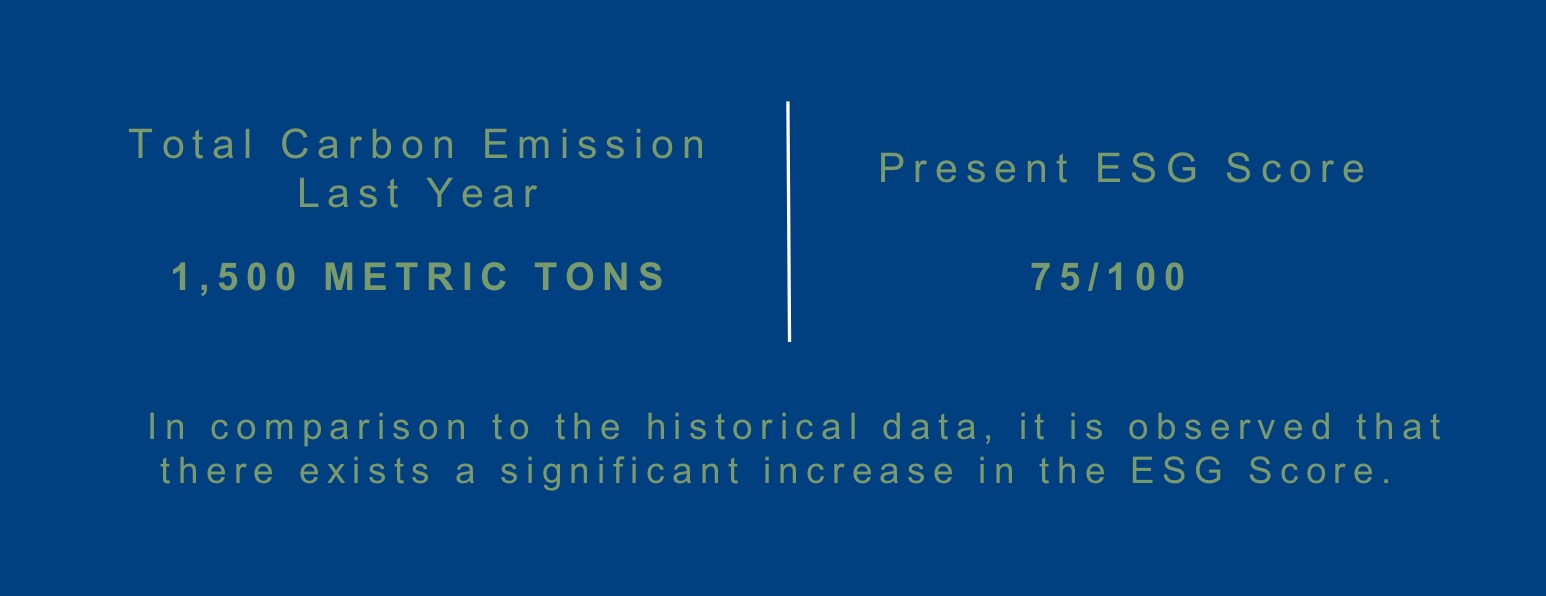 Total Carbon Emission
Last Year
1,500 METRIC TONS
Present ESG Score
75/100
In comparison to the historical data, it is observed that
there exists a significant increase in the ESG Score.